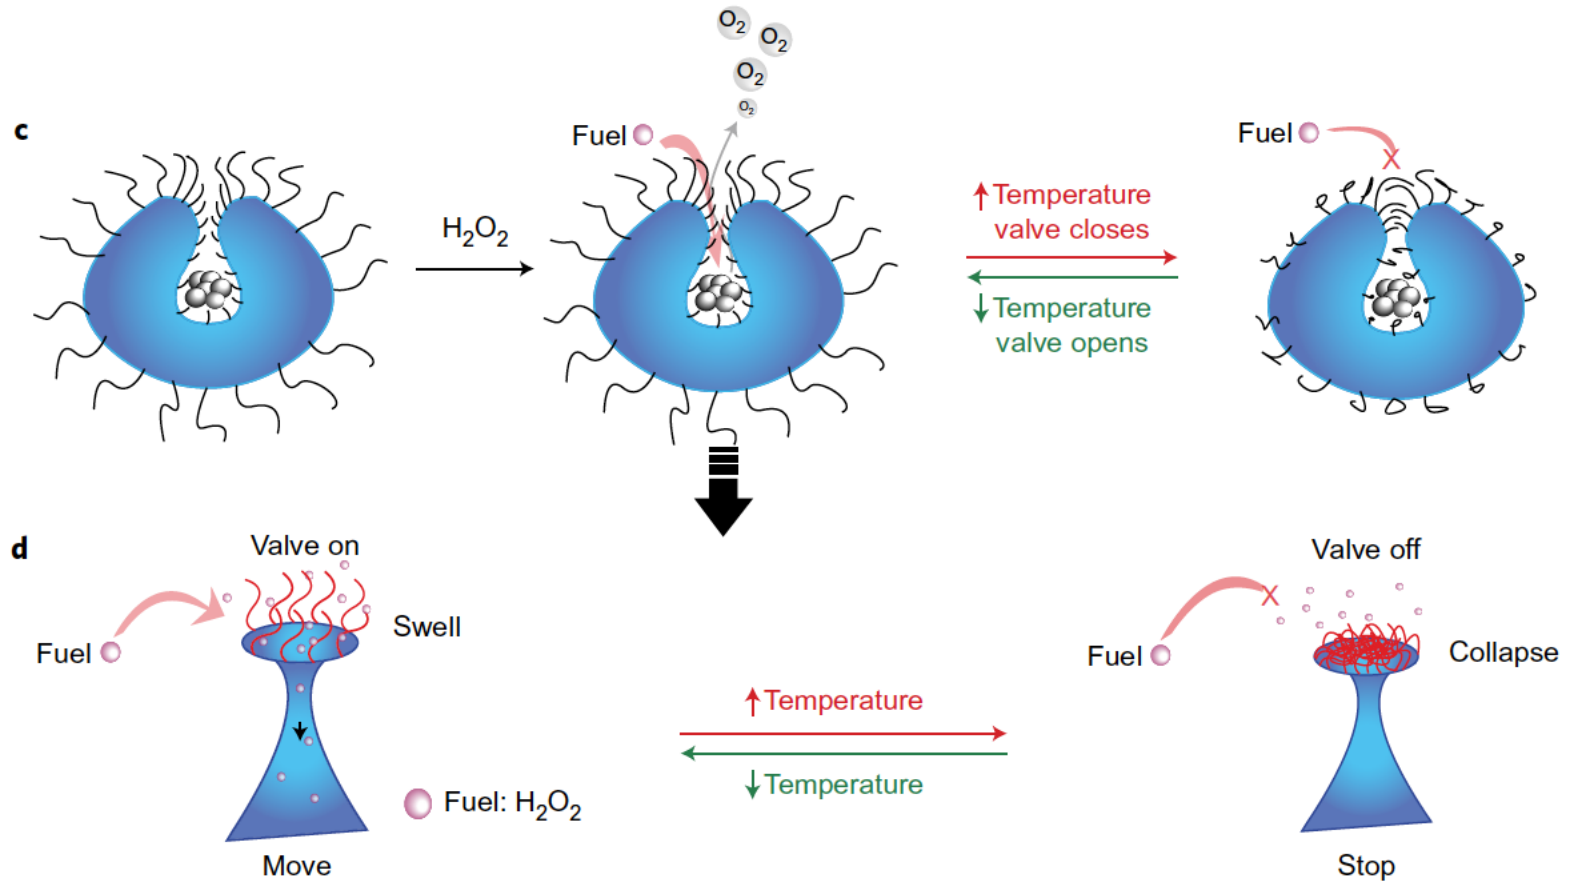 c
O₂
O₂
O₂
O₂
Fuel
H₂O₂
↑ Temperature
valve closes
↓ Temperature
valve opens
Fuel
X
d
Valve on
Fuel
Swell
Fuel: H₂O₂
Move
↑ Temperature
↓ Temperature
Valve off
X
Fuel
Collapse
Stop